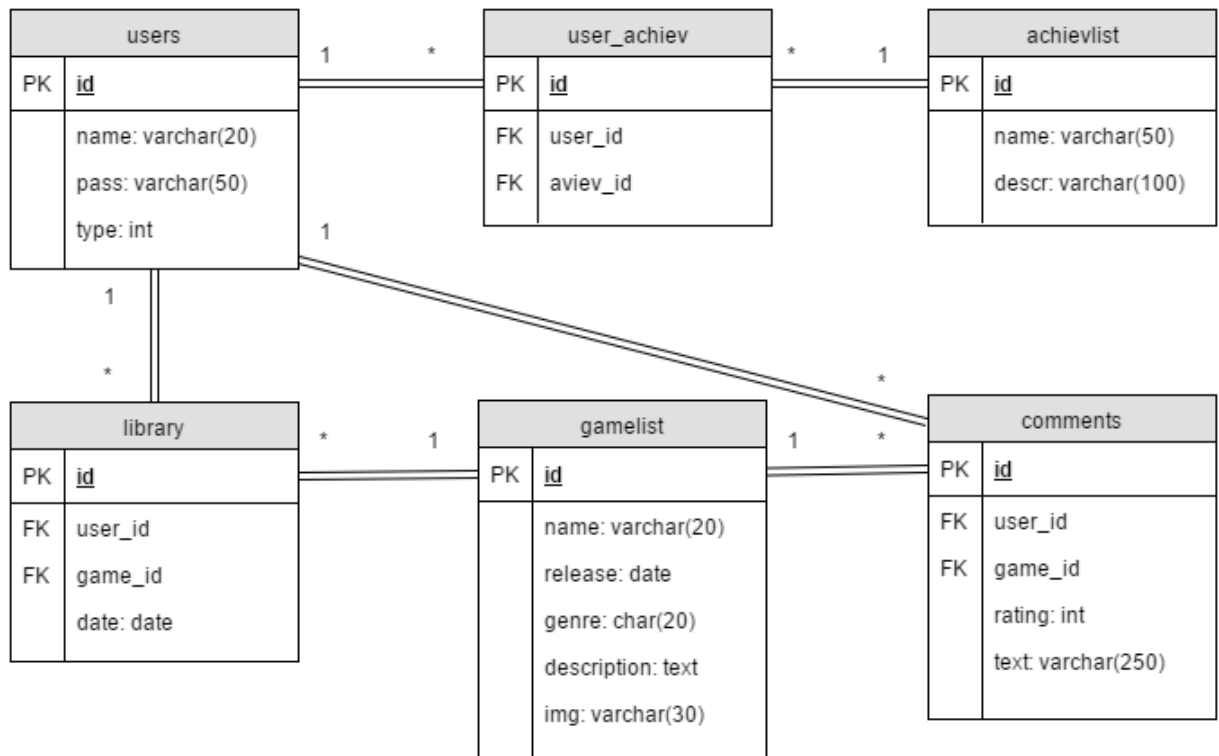 users
PK id
name: varchar(20)
pass: varchar(50)
type: int
1 *
user_achiev
PK id
FK user_id
FK aviev_id
* 1
achievlist
PK id
name: varchar(50)
descr: varchar(100)
1
*
1
*
library
PK id
FK user_id
FK game_id
date: date
* 1
gamelist
PK id
name: varchar(20)
release: date
genre: char(20)
description: text
img: varchar(30)
1 *
comments
PK id
FK user_id
FK game_id
rating: int
text: varchar(250)